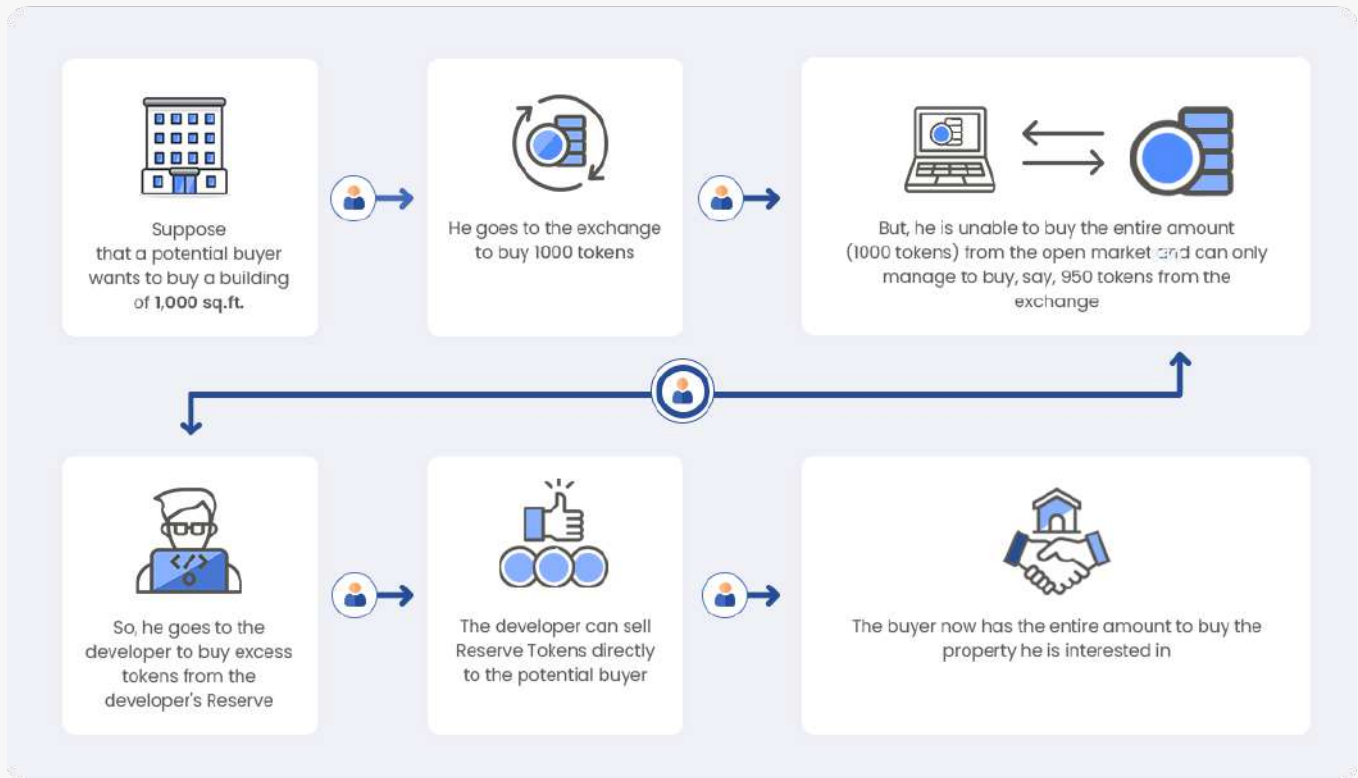 Suppose
that a potential buyer
wants to buy a building
of 1,000 sq.ft.
He goes to the exchange
to buy 1000 tokens
But, he is unable to buy the entire amount
(1000 tokens) from the open market and can only
manage to buy, say, 950 tokens from the
exchange
So, he goes to the
developer to buy excess
tokens from the
developer's Reserve
The developer can sell
Reserve Tokens directly
to the potential buyer
The buyer now has the entire amount to buy the
property he is interested in